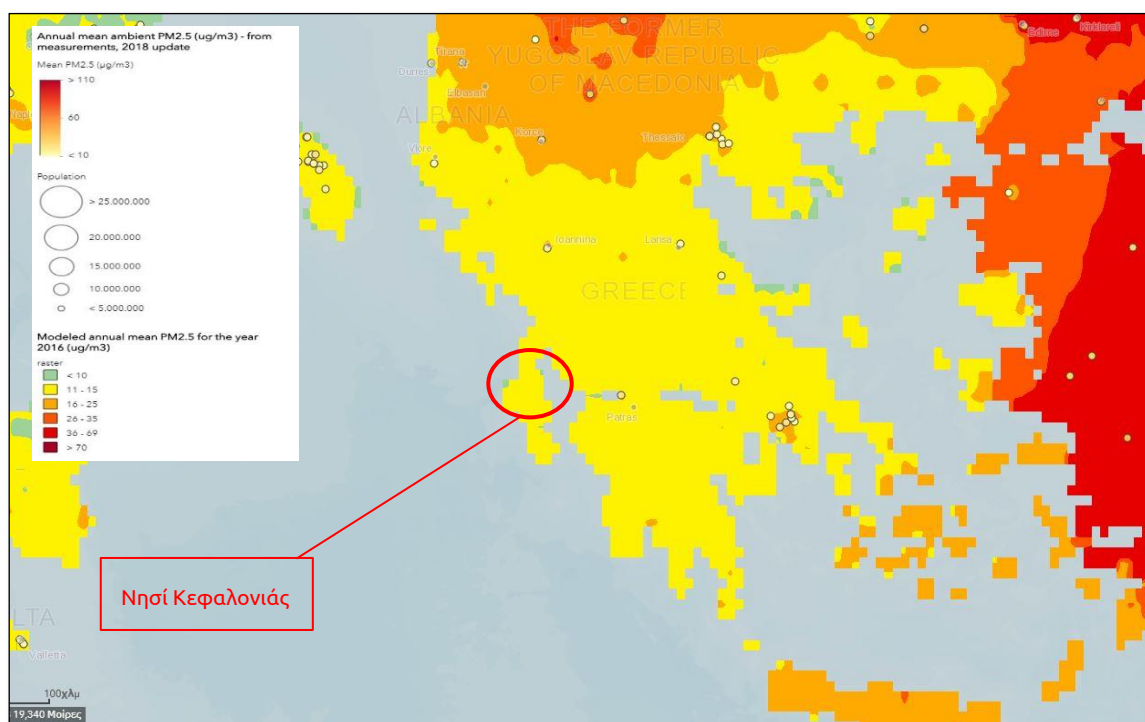 Annual mean ambient PM2.5 (ug/m3) - from
measurements, 2018 update
Mean PM2.5 (µg/m3)
> 110
60
< 10
Population
> 25.000.000
20.000.000
15.000.000
10.000.000
< 5.000.000
Modeled annual mean PM2.5 for the year
2016 (ug/m3)
raster
< 10
11 - 15
16 - 25
26 - 35
36 - 69
> 70
THE FORMER
YUGOSLAV REPUBLIC
OF MACEDONIA
Edirne
Kirklareli
Tirana
Durres
Elbasan
ALBANIA
Korce
Vlore
Thessalo
Ioannina
Larisa
GREECE
Patras
Νησί Κεφαλονιάς
LTA
Valletta
100χλμ
19,340 Μοίρες